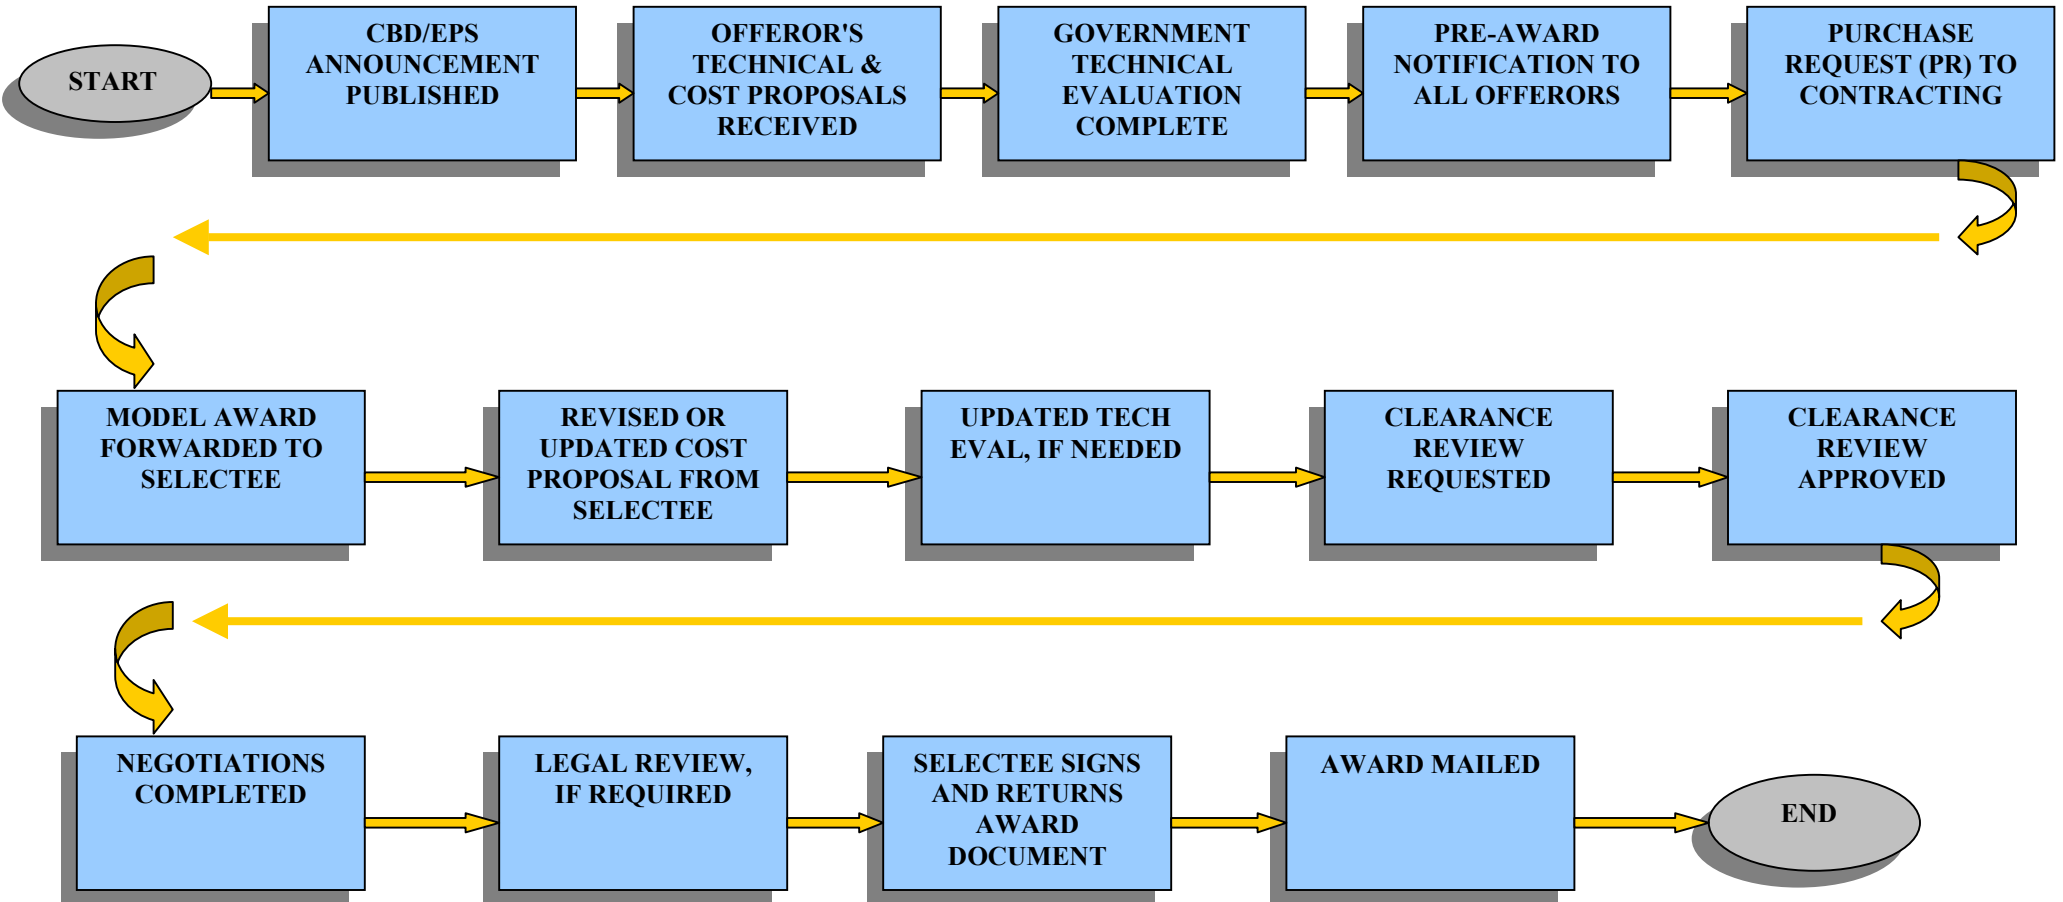 START
CBD/EPS
ANNOUNCEMENT
PUBLISHED
OFFEROR'S
TECHNICAL &
COST PROPOSALS
RECEIVED
GOVERNMENT
TECHNICAL
EVALUATION
COMPLETE
PRE-AWARD
NOTIFICATION TO
ALL OFFERORS
PURCHASE
REQUEST (PR) TO
CONTRACTING
MODEL AWARD
FORWARDED TO
SELECTEE
REVISED OR
UPDATED COST
PROPOSAL FROM
SELECTEE
UPDATED TECH
EVAL, IF NEEDED
CLEARANCE
REVIEW
REQUESTED
CLEARANCE
REVIEW
APPROVED
NEGOTIATIONS
COMPLETED
LEGAL REVIEW,
IF REQUIRED
SELECTEE SIGNS
AND RETURNS
AWARD
DOCUMENT
AWARD MAILED
END